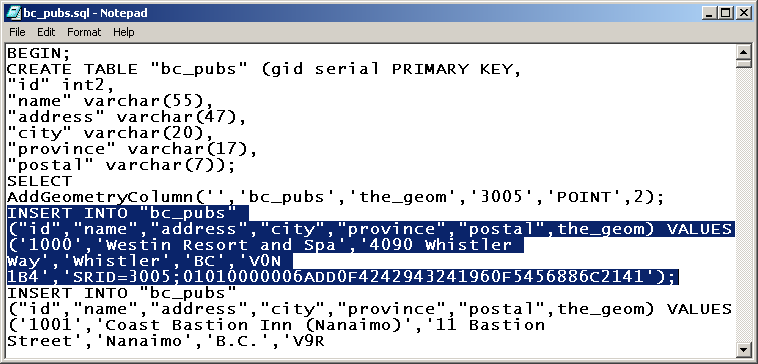 bc_pubs.sql - Notepad
File Edit Format Help
BEGIN;
CREATE TABLE "bc_pubs" (gid serial PRIMARY KEY,
"id" int2,
"name" varchar(55),
"address" varchar(47),
"city" varchar(20),
"province" varchar(17),
"postal" varchar(7));
SELECT
AddGeometryColumn('','bc_pubs','the_geom','3005','POINT',2);
INSERT INTO "bc_pubs"
("id","name","address","city","province","postal",the_geom) VALUES
('1000','Westin Resort and Spa','4090 Whistler
Way','Whistler','BC','V0N
1B4','SRID=3005;01010000006ADD0F4242943241960F5456886C2141');
INSERT INTO "bc_pubs"
("id","name","address","city","province","postal",the_geom) VALUES
('1001','Coast Bastion Inn (Nanaimo)','11 Bastion
Street','Nanaimo','B.C.','V9R